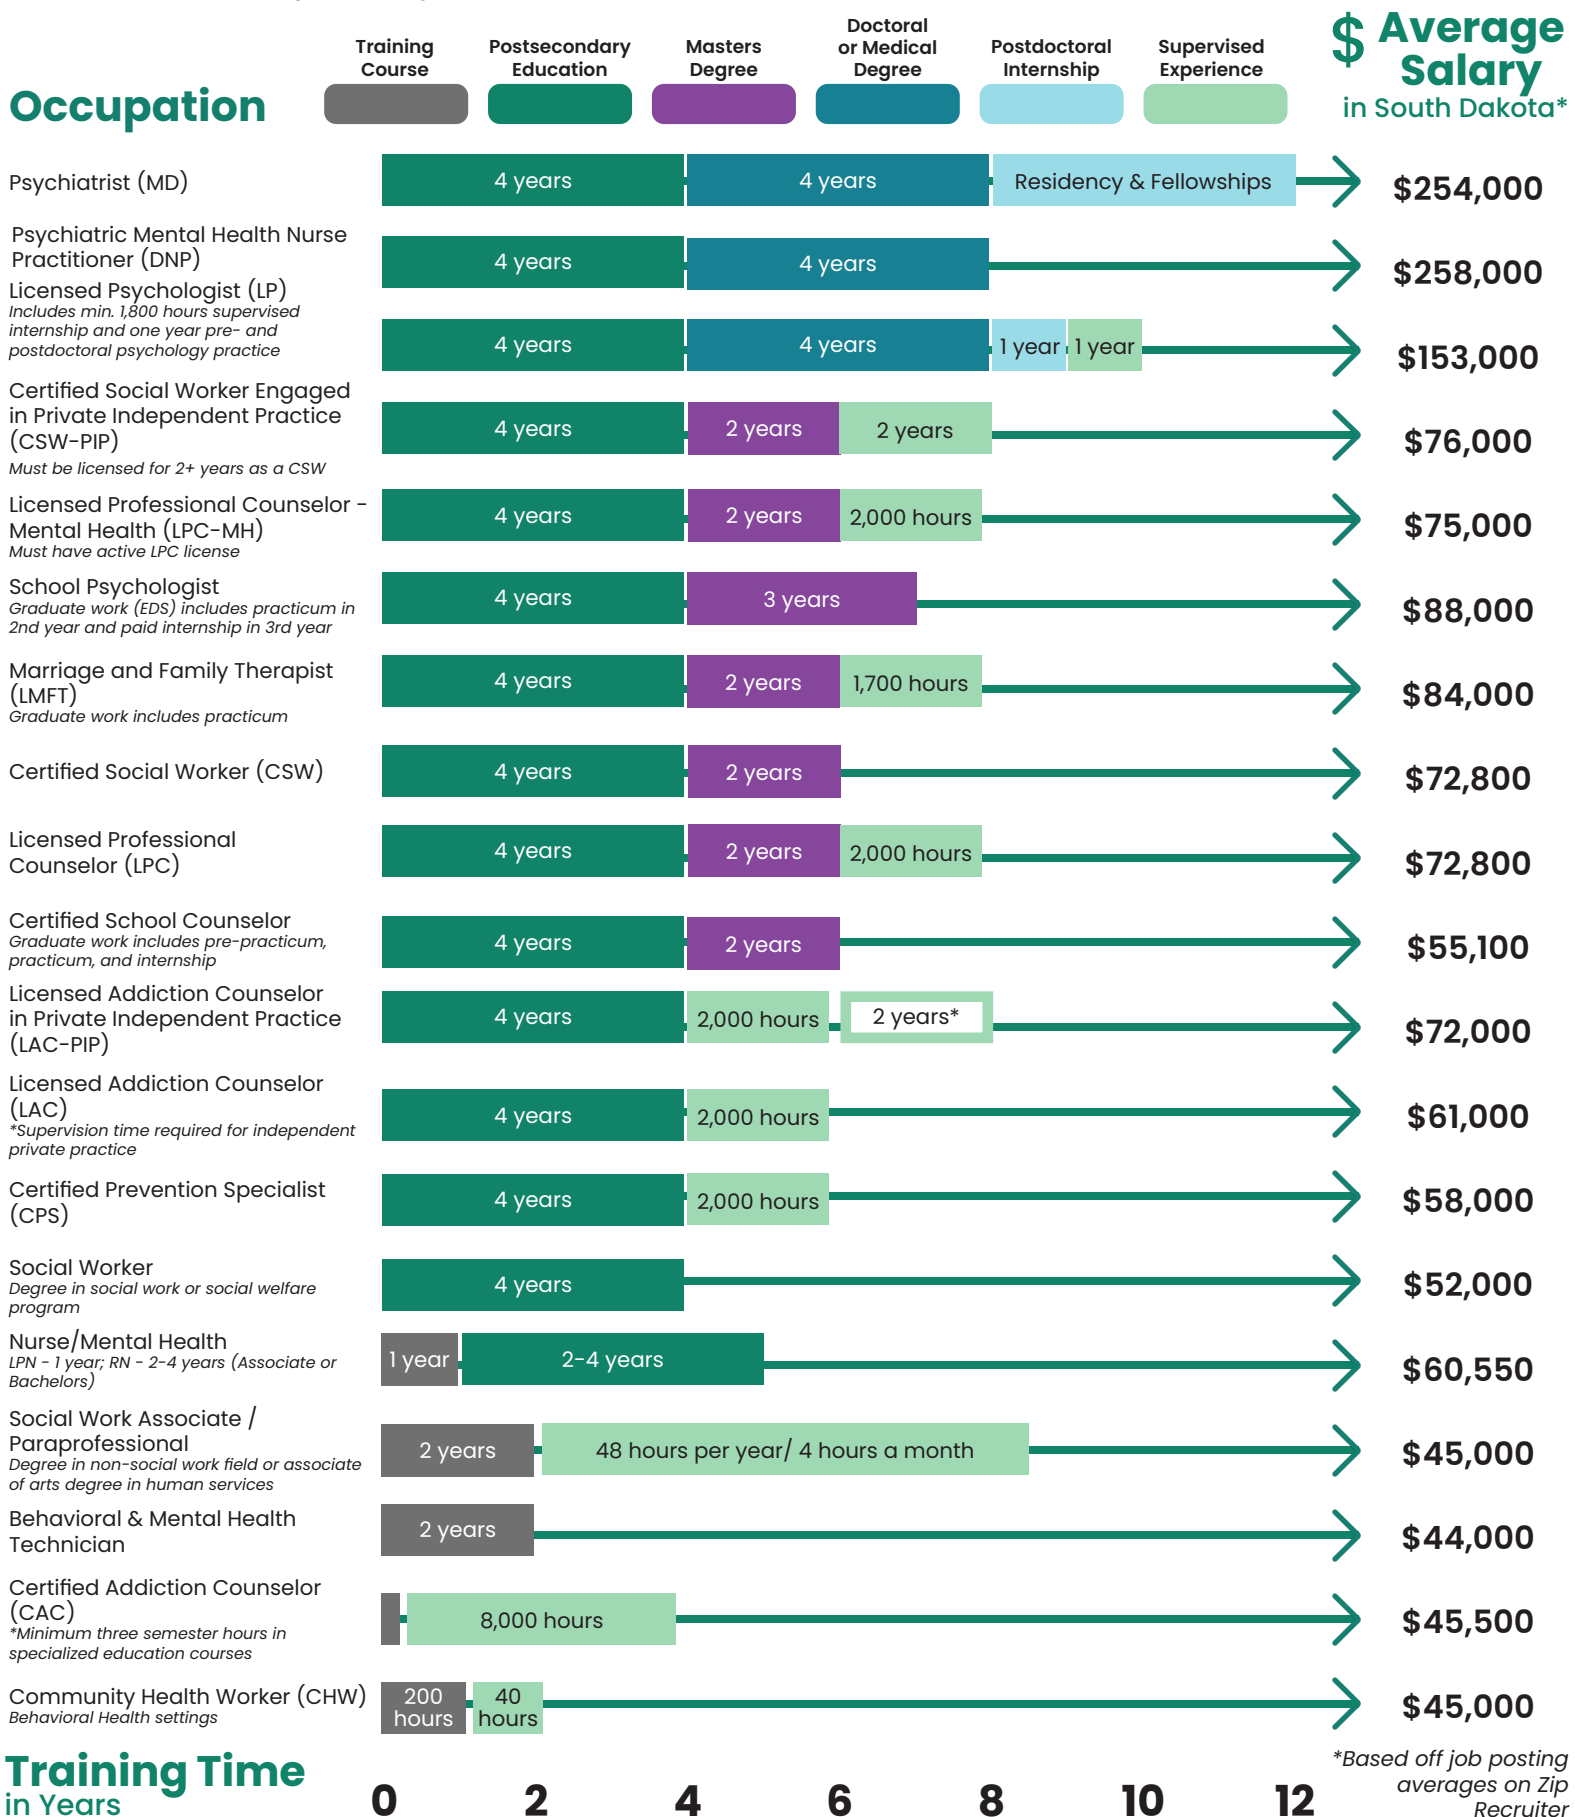 Training
Course
Postsecondary
Education
Masters
Degree
Doctoral
or Medical
Degree
Postdoctoral
Internship
Supervised
Experience
$ Average
Salary
in South Dakota*
Occupation
Psychiatrist (MD)
4 years
4 years
Residency & Fellowships
$254,000
Psychiatric Mental Health Nurse
Practitioner (DNP)
4 years
4 years
$258,000
Licensed Psychologist (LP)
Includes min. 1,800 hours supervised
internship and one year pre- and
postdoctoral psychology practice
4 years
4 years
1 year
1 year
$153,000
Certified Social Worker Engaged
in Private Independent Practice
(CSW-PIP)
Must be licensed for 2+ years as a CSW
4 years
2 years
2 years
$76,000
Licensed Professional Counselor -
Mental Health (LPC-MH)
Must have active LPC license
4 years
2 years
2,000 hours
$75,000
School Psychologist
Graduate work (EDS) includes practicum in
2nd year and paid internship in 3rd year
4 years
3 years
$88,000
Marriage and Family Therapist
(LMFT)
Graduate work includes practicum
4 years
2 years
1,700 hours
$84,000
Certified Social Worker (CSW)
4 years
2 years
$72,800
Licensed Professional
Counselor (LPC)
4 years
2 years
2,000 hours
$72,800
Certified School Counselor
Graduate work includes pre-practicum,
practicum, and internship
4 years
2 years
$55,100
Licensed Addiction Counselor
in Private Independent Practice
(LAC-PIP)
4 years
2,000 hours
2 years*
$72,000
Licensed Addiction Counselor
(LAC)
*Supervision time required for independent
private practice
4 years
2,000 hours
$61,000
Certified Prevention Specialist
(CPS)
4 years
2,000 hours
$58,000
Social Worker
Degree in social work or social welfare
program
4 years
$52,000
Nurse/Mental Health
LPN - 1 year; RN - 2-4 years (Associate or
Bachelors)
1 year
2-4 years
$60,550
Social Work Associate /
Paraprofessional
Degree in non-social work field or associate
of arts degree in human services
2 years
48 hours per year/ 4 hours a month
$45,000
Behavioral & Mental Health
Technician
2 years
$44,000
Certified Addiction Counselor
(CAC)
*Minimum three semester hours in
specialized education courses
8,000 hours
$45,500
Community Health Worker (CHW)
Behavioral Health settings
200
hours
40
hours
$45,000
Training Time
in Years
0 2 4 6 8 10 12
*Based off job posting
averages on Zip
Recruiter